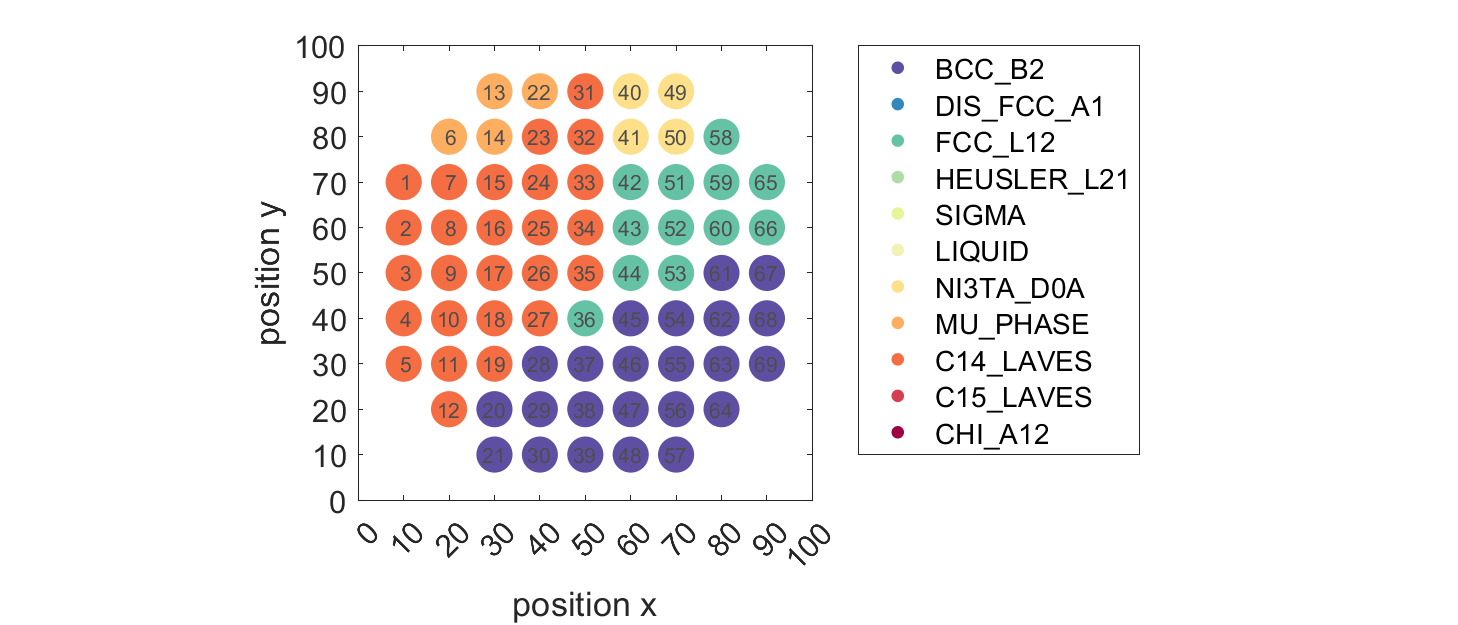 100
90
80
70
60
50
40
30
20
10
0
position y
13 22 31 40 49
6 14 23 32 41 50 58
1 7 15 24 33 42 51 59 65
2 8 16 25 34 43 52 60 66
3 9 17 26 35 44 53 61 67
4 10 18 27 36 45 54 62 68
5 11 19 28 37 46 55 63 69
12 20 29 38 47 56 64
21 30 39 48 57
0 10 20 30 40 50 60 70 80 90 100
position x
BCC_B2
DIS_FCC_A1
FCC_L12
HEUSLER_L21
SIGMA
LIQUID
NI3TA_D0A
MU_PHASE
C14_LAVES
C15_LAVES
CHI_A12